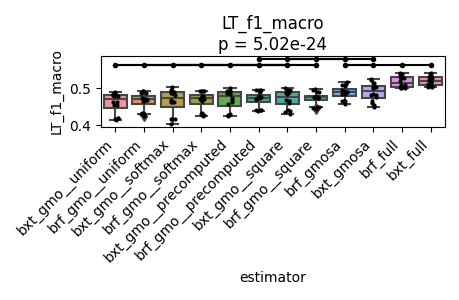 LT_f1_macro
p = 5.02e-24
LT_f1_macro
0.5
0.4
bxt_gmo__uniform
brf_gmo__uniform
bxt_gmo__softmax
brf_gmo__softmax
bxt_gmo__precomputed
brf_gmo__precomputed
bxt_gmo__square
brf_gmo__square
brf_gmosa
bxt_gmosa
brf_full
bxt_full
estimator